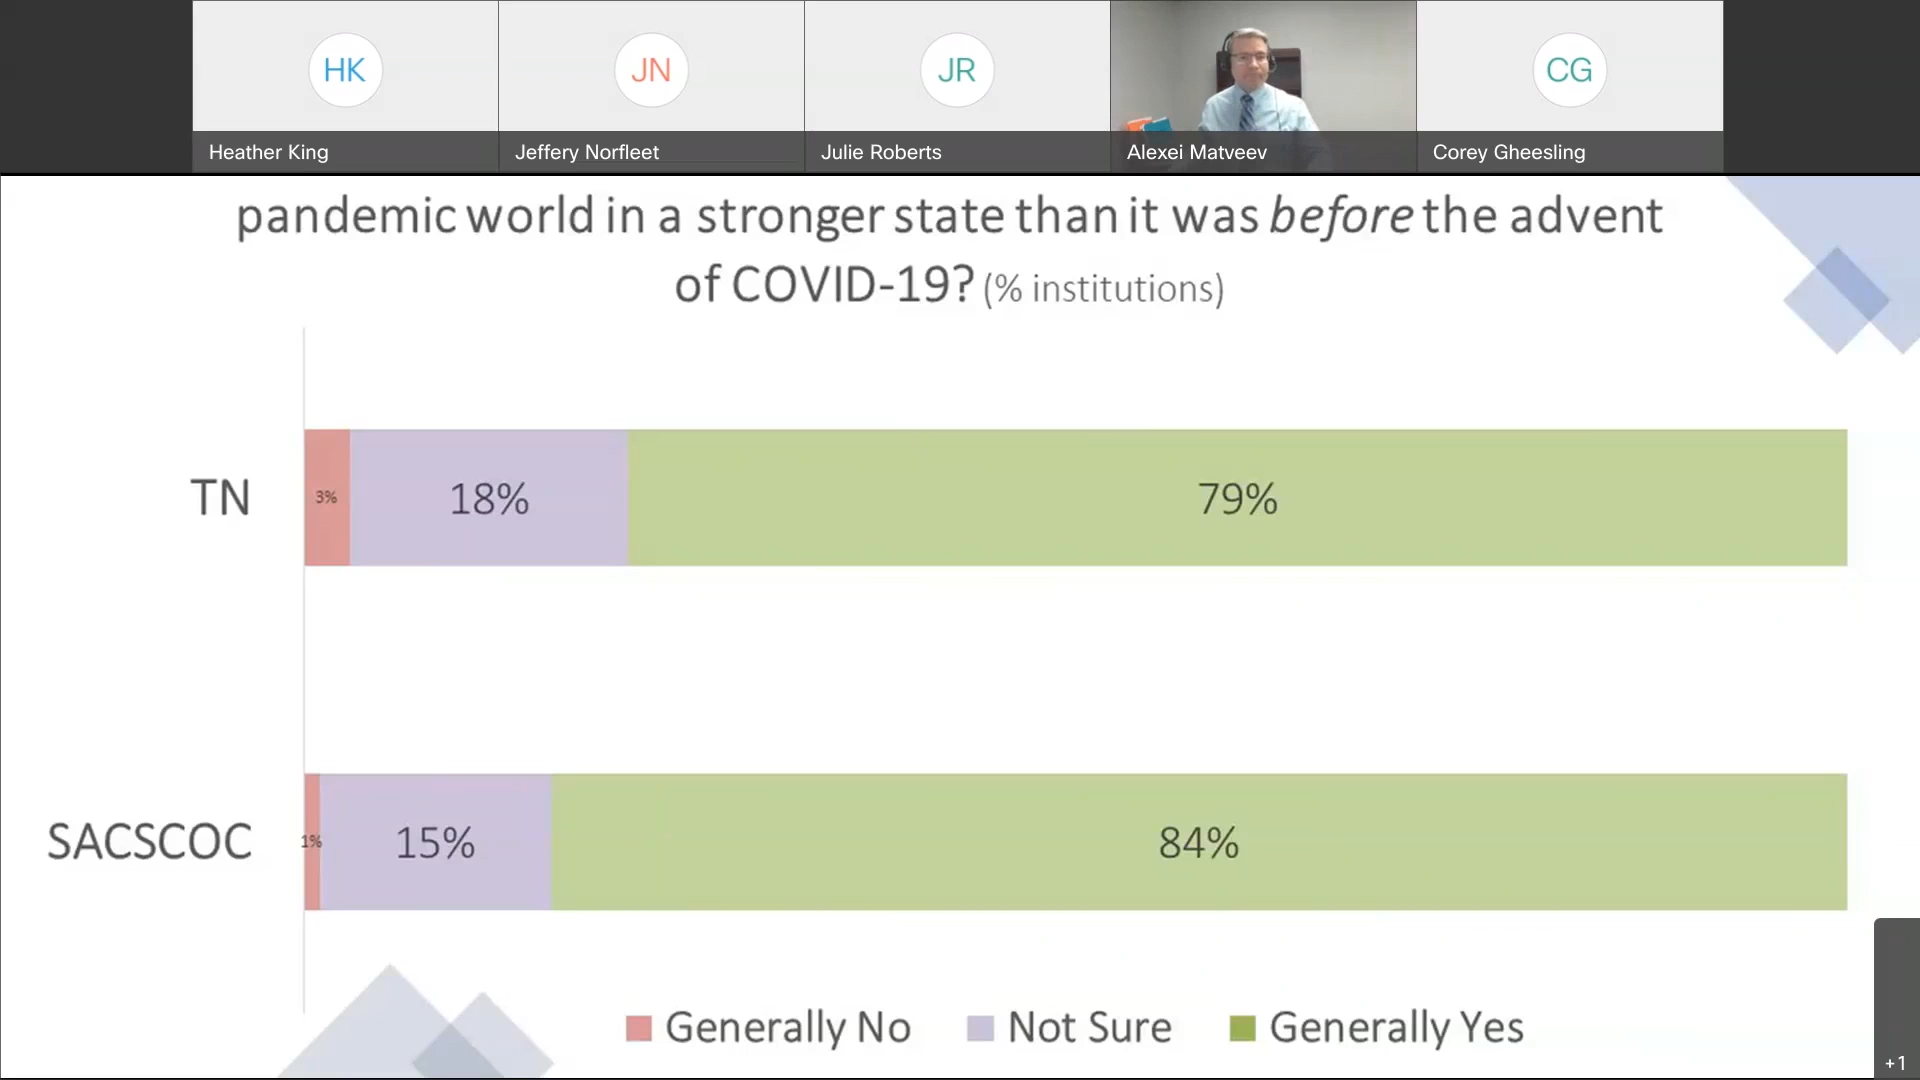 HK
JN
JR
CG
Heather King
Jeffery Norfleet
Julie Roberts
Alexei Matveev
Corey Gheesling
pandemic world in a stronger state than it was before the advent
of COVID-19? (% institutions)
TN
3%
18%
79%
SACSCOC
1%
15%
84%
Generally No
Not Sure
Generally Yes
+1